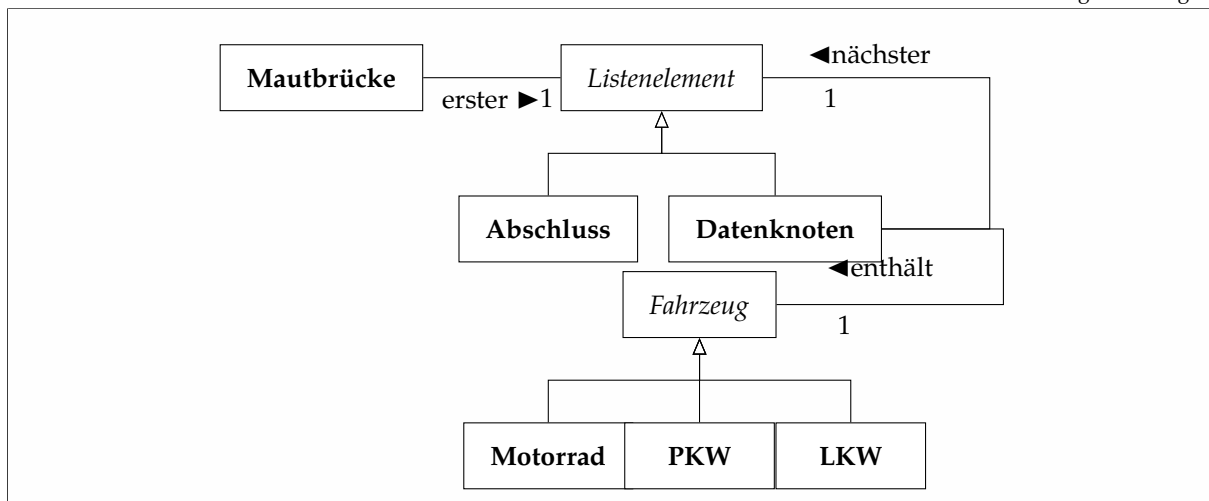 Mautbrücke
Listenelement
◄nächster
erster ►1
1
Abschluss
Datenknoten
◄enthält
Fahrzeug
1
Motorrad
PKW
LKW